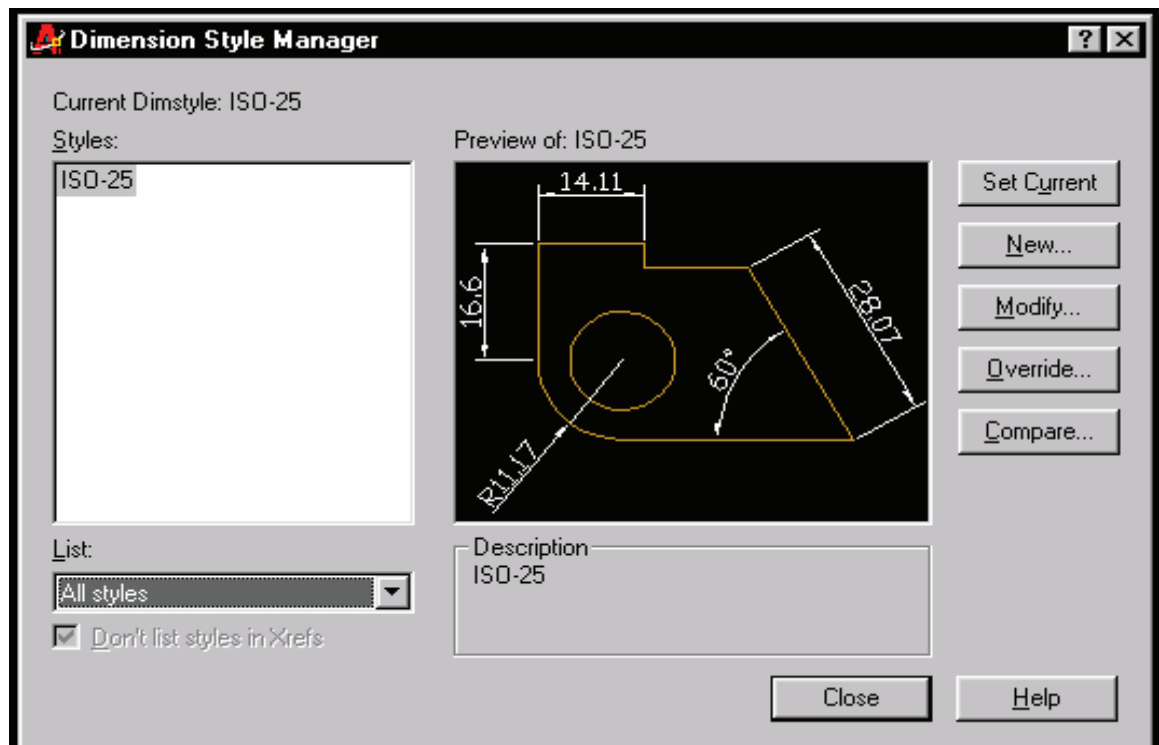 Dimension Style Manager
Current Dimstyle: ISO-25
Styles:
ISO-25
Preview of: ISO-25
14.11
16.6
28.07
60°
R11.17
Set Current
New...
Modify...
Override...
Compare...
List:
All styles
Don't list styles in Xrefs
Description
ISO-25
Close
Help